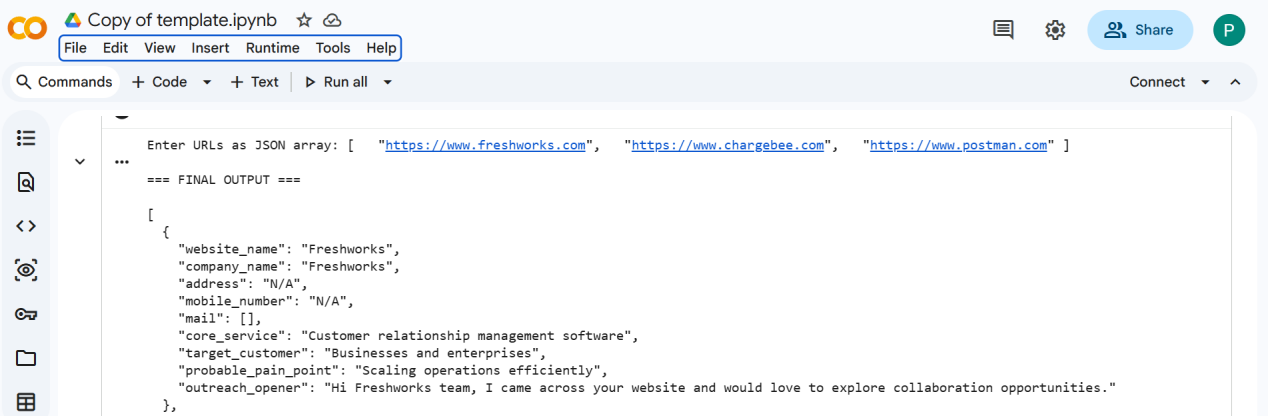 Copy of template.ipynb
Share
P
File Edit View Insert Runtime Tools Help
Commands + Code + Text Run all Connect
Enter URLs as JSON array: [ "https://www.freshworks.com", "https://www.chargebee.com", "https://www.postman.com" ]
=== FINAL OUTPUT ===
[
{
"website_name": "Freshworks",
"company_name": "Freshworks",
"address": "N/A",
"mobile_number": "N/A",
"mail": [],
"core_service": "Customer relationship management software",
"target_customer": "Businesses and enterprises",
"probable_pain_point": "Scaling operations efficiently",
"outreach_opener": "Hi Freshworks team, I came across your website and would love to explore collaboration opportunities."
},